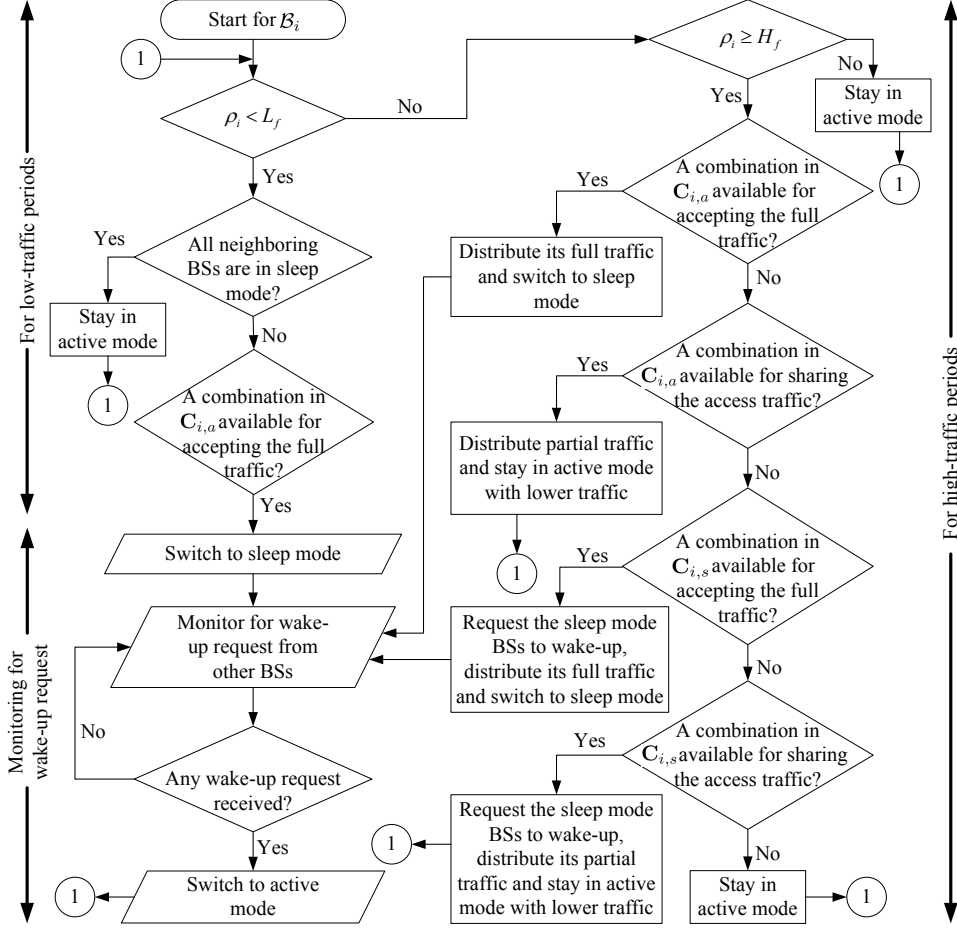 Start for 𝓑i
1
ρi < Lf
No
Yes
All neighboring
BSs are in sleep
mode?
Yes
Stay in
active mode
1
No
A combination in
Ci,a available for
accepting the full
traffic?
Yes
Switch to sleep mode
Monitor for wake-
up request from
other BSs
No
Any wake-up request
received?
Yes
Switch to active
mode
1
ρi ≥ Hf
No
Stay in
active mode
1
Yes
A combination in
Ci,a available for
accepting the full
traffic?
Yes
Distribute its full traffic
and switch to sleep
mode
No
A combination in
Ci,a available for sharing
the access traffic?
Yes
Distribute partial traffic
and stay in active mode
with lower traffic
1
No
A combination in
Ci,s available for
accepting the full
traffic?
Yes
Request the sleep mode
BSs to wake-up,
distribute its full traffic
and switch to sleep mode
No
A combination in
Ci,s available for sharing
the access traffic?
Yes
Request the sleep mode
BSs to wake-up,
distribute its partial
traffic and stay in active
mode with lower traffic
1
No
Stay in
active mode
1
For low-traffic periods
Monitoring for
wake-up request
For high-traffic periods